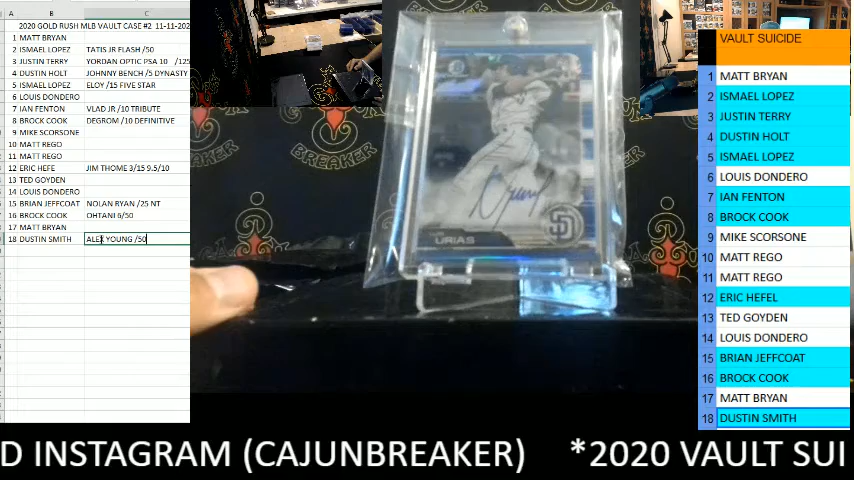 A B C
2020 GOLD RUSH MLB VAULT CASE #2 11-11-202
1 MATT BRYAN
2 ISMAEL LOPEZ TATIS JR FLASH /50
3 JUSTIN TERRY YORDAN OPTIC PSA 10 /125
4 DUSTIN HOLT JOHNNY BENCH /5 DYNASTY
5 ISMAEL LOPEZ ELOY /15 FIVE STAR
6 LOUIS DONDERO
7 IAN FENTON VLAD JR /10 TRIBUTE
8 BROCK COOK DEGROM /10 DEFINITIVE
9 MIKE SCORSONE
10 MATT REGO
11 MATT REGO
12 ERIC HEFE JIM THOME 3/15 9.5/10
13 TED GOYDEN
14 LOUIS DONDERO
15 BRIAN JEFFCOAT NOLAN RYAN /25 NT
16 BROCK COOK OHTANI 6/50
17 MATT BRYAN
18 DUSTIN SMITH ALEX YOUNG /50
BREAKER
BREAKER
URIAS
SD
VAULT SUICIDE
1 MATT BRYAN
2 ISMAEL LOPEZ
3 JUSTIN TERRY
4 DUSTIN HOLT
5 ISMAEL LOPEZ
6 LOUIS DONDERO
7 IAN FENTON
8 BROCK COOK
9 MIKE SCORSONE
10 MATT REGO
11 MATT REGO
12 ERIC HEFEL
13 TED GOYDEN
14 LOUIS DONDERO
15 BRIAN JEFFCOAT
16 BROCK COOK
17 MATT BRYAN
18 DUSTIN SMITH
D INSTAGRAM (CAJUNBREAKER) *2020 VAULT SUI